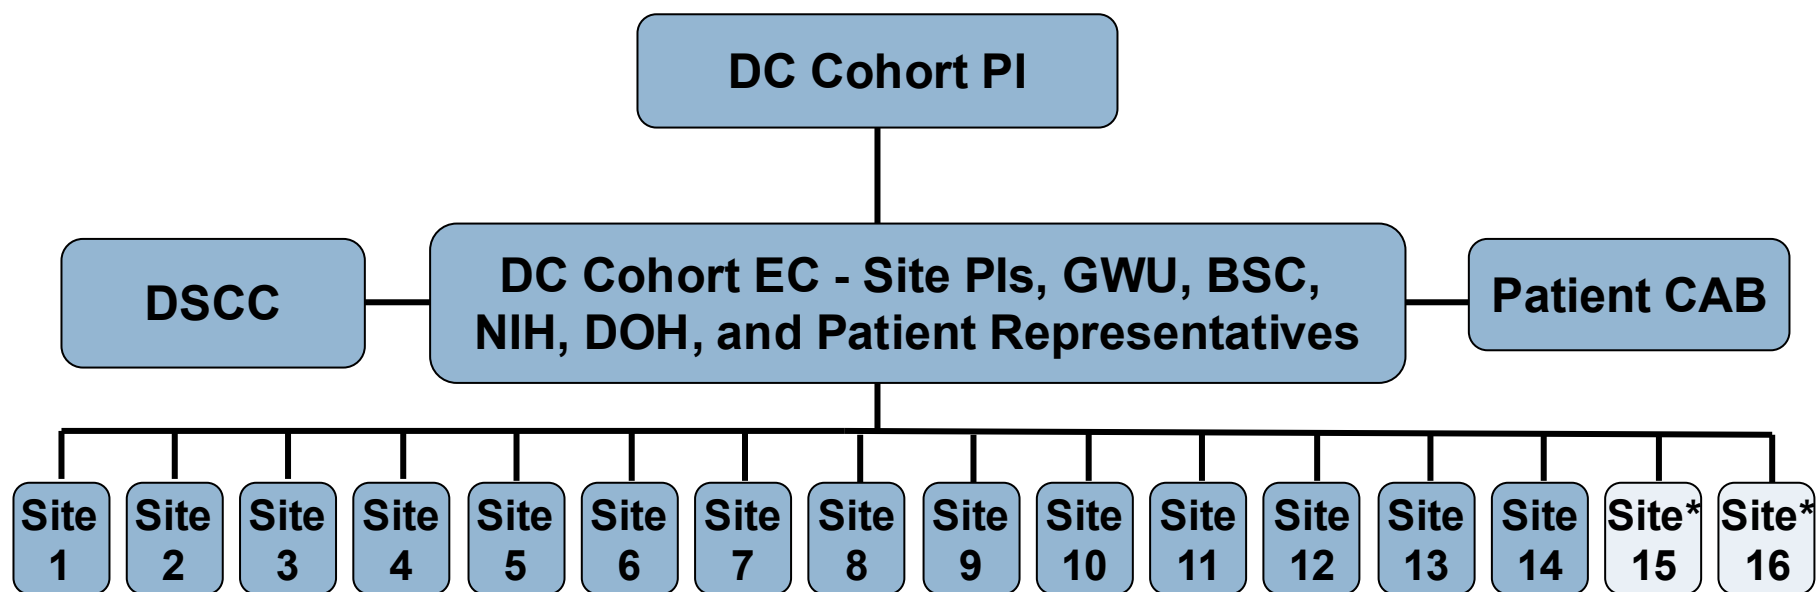 DC Cohort PI
DSCC
DC Cohort EC - Site PIs, GWU, BSC,
NIH, DOH, and Patient Representatives
Patient CAB
Site
1
Site
2
Site
3
Site
4
Site
5
Site
6
Site
7
Site
8
Site
9
Site
10
Site
11
Site
12
Site
13
Site
14
Site*
15
Site*
16